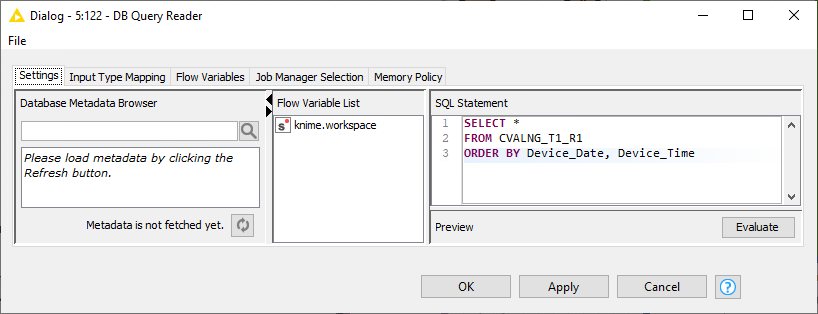 Dialog - 5:122 - DB Query Reader
File
Settings Input Type Mapping Flow Variables Job Manager Selection Memory Policy
Database Metadata Browser
Please load metadata by clicking the
Refresh button.
Metadata is not fetched yet.
Flow Variable List
s knime.workspace
SQL Statement
1 SELECT *
2 FROM CVALNG_T1_R1
3 ORDER BY Device_Date, Device_Time
Preview
Evaluate
OK Apply Cancel ?